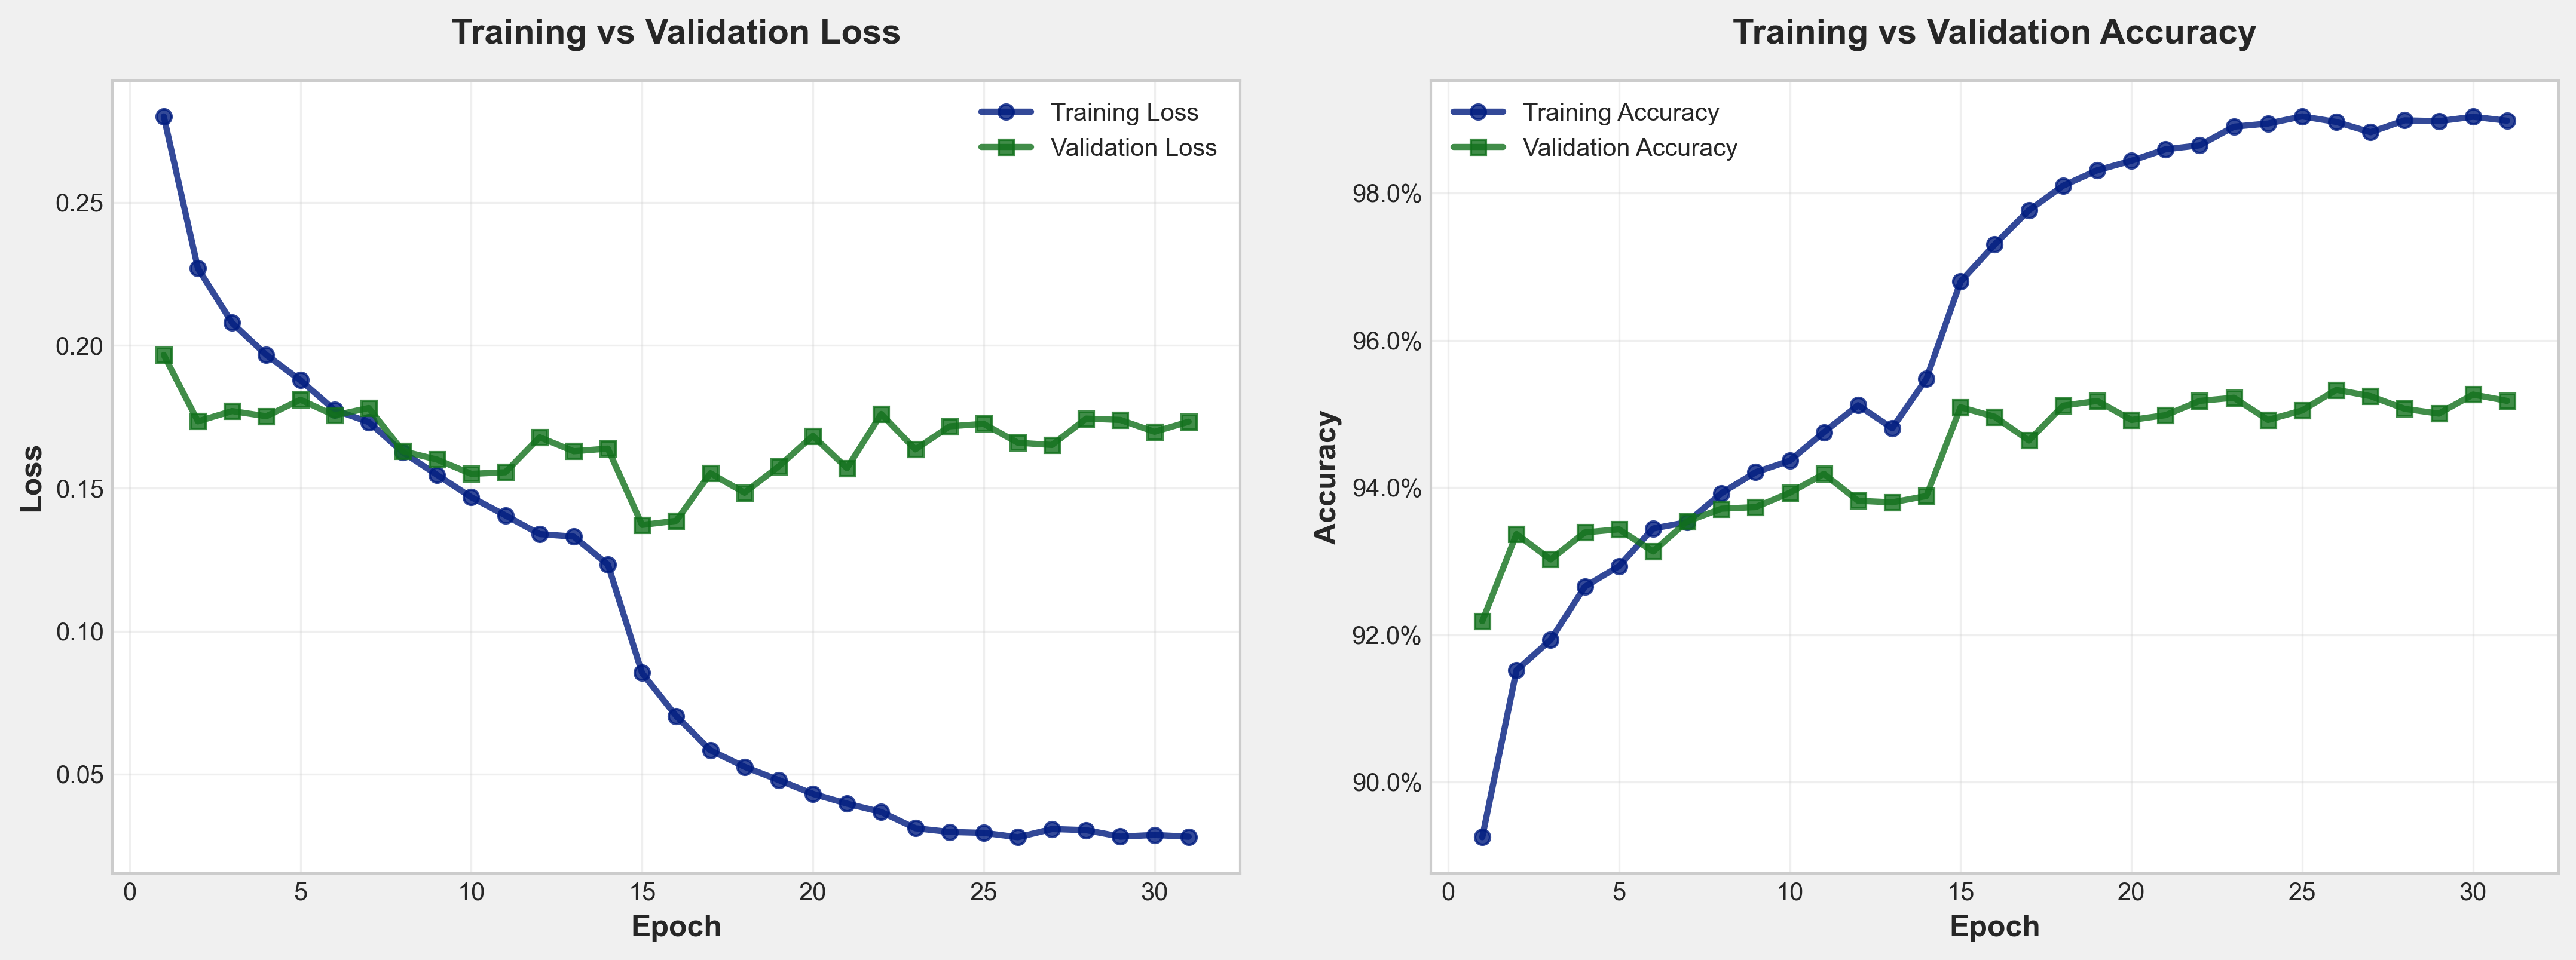 Training vs Validation Loss
Training Loss
Validation Loss
0.25
0.20
0.15
0.10
0.05
Loss
0 5 10 15 20 25 30
Epoch
Training vs Validation Accuracy
Training Accuracy
Validation Accuracy
98.0%
96.0%
94.0%
92.0%
90.0%
Accuracy
0 5 10 15 20 25 30
Epoch